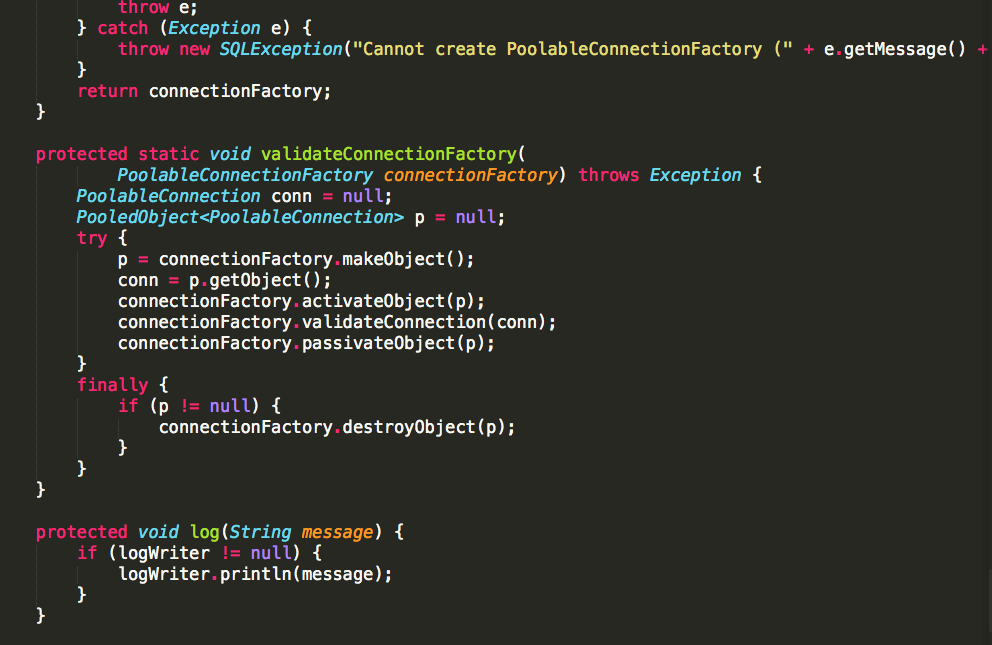 throw e;
} catch (Exception e) {
throw new SQLException("Cannot create PoolableConnectionFactory (" + e.getMessage() +
}
return connectionFactory;
}
protected static void validateConnectionFactory(
PoolableConnectionFactory connectionFactory) throws Exception {
PoolableConnection conn = null;
PooledObject<PoolableConnection> p = null;
try {
p = connectionFactory.makeObject();
conn = p.getObject();
connectionFactory.activateObject(p);
connectionFactory.validateConnection(conn);
connectionFactory.passivateObject(p);
}
finally {
if (p != null) {
connectionFactory.destroyObject(p);
}
}
}
protected void log(String message) {
if (logWriter != null) {
logWriter.println(message);
}
}